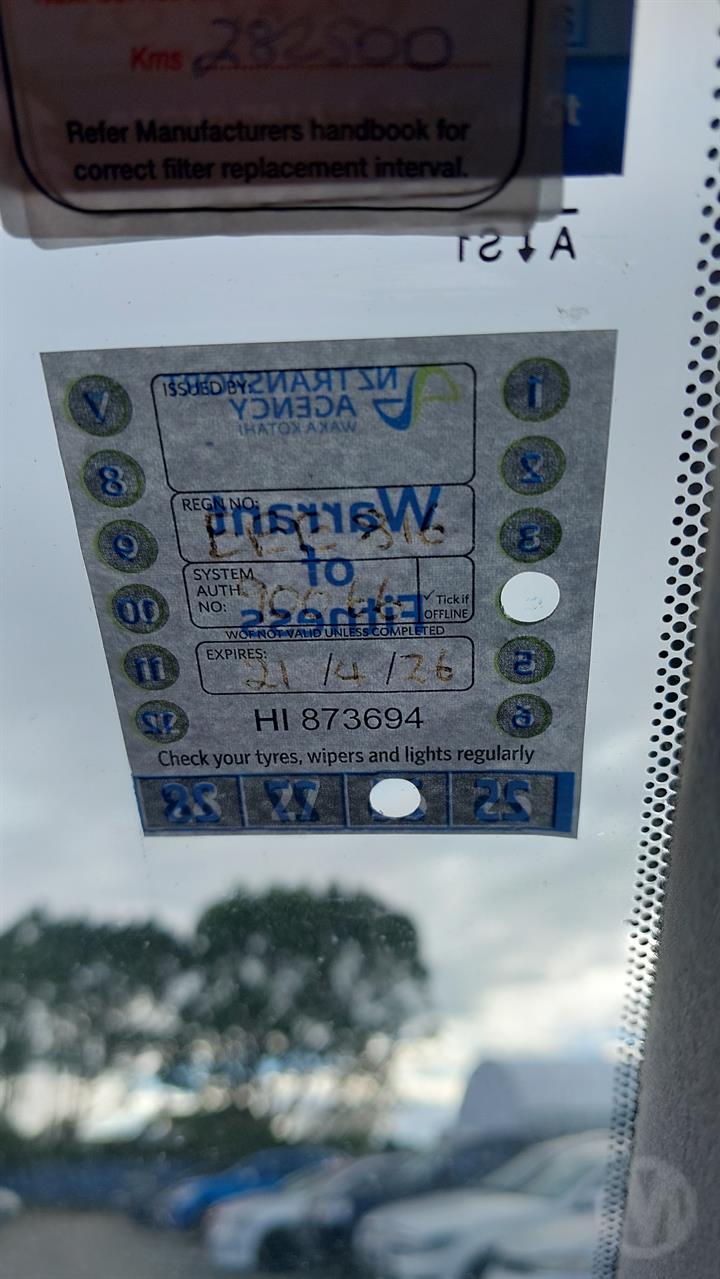 Kms 282500
Refer Manufacturers handbook for
correct filter replacement interval.
A↓S1
ISSUED BY:
NZ TRANSPORT
AGENCY
WAKA KOTAHI
1
2
3
5
6
7
8
9
10
11
12
REGN NO:
Warrant
of
Fitness
SYSTEM
AUTH
NO:
✓ Tick if
OFFLINE
WOF NOT VALID UNLESS COMPLETED
EXPIRES: 21 / 4 / 26
HI 873694
Check your tyres, wipers and lights regularly
28 27 25